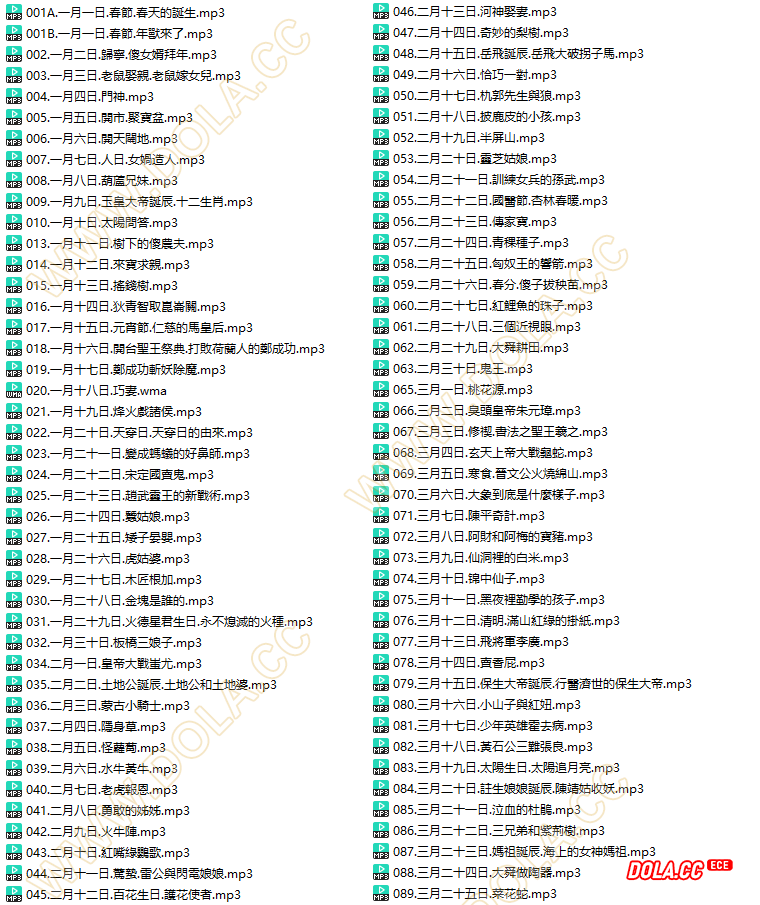 001A.一月一日.春節.春天的誕生.mp3
001B.一月一日.春節.年獸來了.mp3
002.一月二日.歸寧.傻女婿拜年.mp3
003.一月三日.老鼠娶親.老鼠嫁女兒.mp3
004.一月四日.門神.mp3
005.一月五日.開市.聚寶盆.mp3
006.一月六日.開天闢地.mp3
007.一月七日.人日.女媧造人.mp3
008.一月八日.葫蘆兄妹.mp3
009.一月九日.玉皇大帝誕辰.十二生肖.mp3
010.一月十日.太陽問答.mp3
013.一月十一日.樹下的傻農夫.mp3
014.一月十二日.來寶求親.mp3
015.一月十三日.搖錢樹.mp3
016.一月十四日.狄青智取崑崙關.mp3
017.一月十五日.元宵節.仁慈的馬皇后.mp3
018.一月十六日.開台聖王祭典.打敗荷蘭人的鄭成功.mp3
019.一月十七日.鄭成功斬妖除魔.mp3
020.一月十八日.巧妻.wma
021.一月十九日.烽火戲諸侯.mp3
022.一月二十日.天穿日.天穿日的由來.mp3
023.一月二十一日.變成螞蟻的好鼻師.mp3
024.一月二十二日.宋定國賣鬼.mp3
025.一月二十三日.趙武靈王的新戰術.mp3
026.一月二十四日.蠶姑娘.mp3
027.一月二十五日.矮子晏嬰.mp3
028.一月二十六日.虎姑婆.mp3
029.一月二十七日.木匠根加.mp3
030.一月二十八日.金塊是誰的.mp3
031.一月二十九日.火德星君生日.永不熄滅的火種.mp3
032.一月三十日.板橋三娘子.mp3
034.二月一日.皇帝大戰蚩尤.mp3
035.二月二日.土地公誕辰.土地公和土地婆.mp3
036.二月三日.蒙古小騎士.mp3
037.二月四日.隱身草.mp3
038.二月五日.怪蘿蔔.mp3
039.二月六日.水牛黃牛.mp3
040.二月七日.老虎報恩.mp3
041.二月八日.勇敢的姊姊.mp3
042.二月九日.火牛陣.mp3
043.二月十日.紅嘴綠鸚歌.mp3
044.二月十一日.驚蟄.雷公與閃電娘娘.mp3
045.二月十二日.百花生日.護花使者.mp3
046.二月十三日.河神娶妻.mp3
047.二月十四日.奇妙的梨樹.mp3
048.二月十五日.岳飛誕辰.岳飛大破拐子馬.mp3
049.二月十六日.恰巧一對.mp3
050.二月十七日.杋郭先生與狼.mp3
051.二月十八日.披鹿皮的小孩.mp3
052.二月十九日.半屏山.mp3
053.二月二十日.靈芝姑娘.mp3
054.二月二十一日.訓練女兵的孫武.mp3
055.二月二十二日.國醫節.杏林春暖.mp3
056.二月二十三日.傳家寶.mp3
057.二月二十四日.青稞種子.mp3
058.二月二十五日.匈奴王的響箭.mp3
059.二月二十六日.春分.傻子拔秧苗.mp3
060.二月二十七日.紅鯉魚的珠子.mp3
061.二月二十八日.三個近視眼.mp3
062.二月二十九日.大舜耕田.mp3
063.二月三十日.鬼王.mp3
065.三月一日.桃花源.mp3
066.三月二日.臭頭皇帝朱元璋.mp3
067.三月三日.修禊.書法之聖王羲之.mp3
068.三月四日.玄天上帝大戰龜蛇.mp3
069.三月五日.寒食.晉文公火燒綿山.mp3
070.三月六日.大象到底是什麼樣子.mp3
071.三月七日.陳平奇計.mp3
072.三月八日.阿財和阿梅的寶豬.mp3
073.三月九日.仙洞裡的白米.mp3
074.三月十日.锦中仙子.mp3
075.三月十一日.黑夜裡勤學的孩子.mp3
076.三月十二日.清明.滿山紅綠的掛紙.mp3
077.三月十三日.飛將軍李廣.mp3
078.三月十四日.賣香屁.mp3
079.三月十五日.保生大帝誕辰.行醫濟世的保生大帝.mp3
080.三月十六日.小山子與紅妞.mp3
081.三月十七日.少年英雄霍去病.mp3
082.三月十八日.黃石公三難張良.mp3
083.三月十九日.太陽生日.太陽追月亮.mp3
084.三月二十日.註生娘娘誕辰.陳靖姑收妖.mp3
085.三月二十一日.泣血的杜鵑.mp3
086.三月二十二日.三兄弟和紫荊樹.mp3
087.三月二十三日.媽祖誕辰.海上的女神媽祖.mp3
088.三月二十四日.大舜做陶器.mp3
089.三月二十五日.菜花蛇.mp3
WWW.DOLA.CC
WWW.DOLA.CC
WWW.DOLA.CC
WWW.DOLA.CC
DOLA.CC ECE